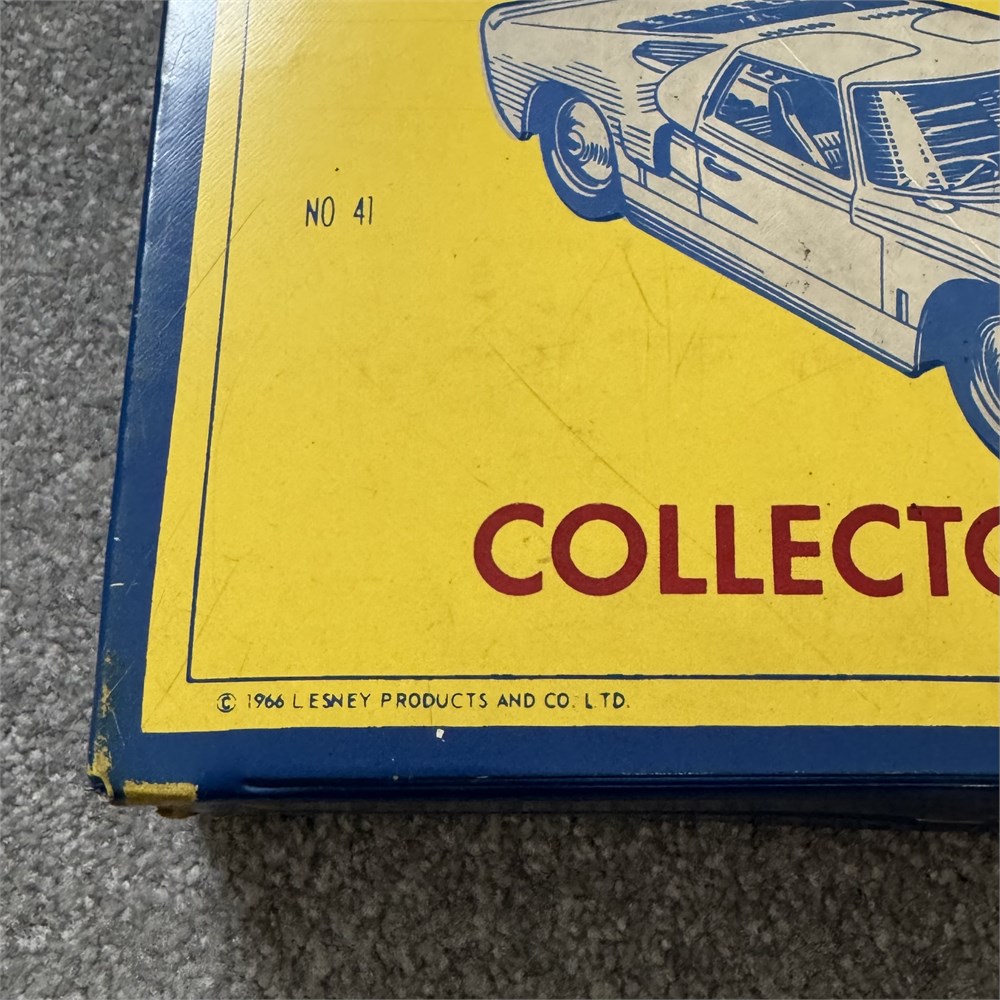 NO 41
COLLECTO
© 1966 LESNEY PRODUCTS AND CO. LTD.